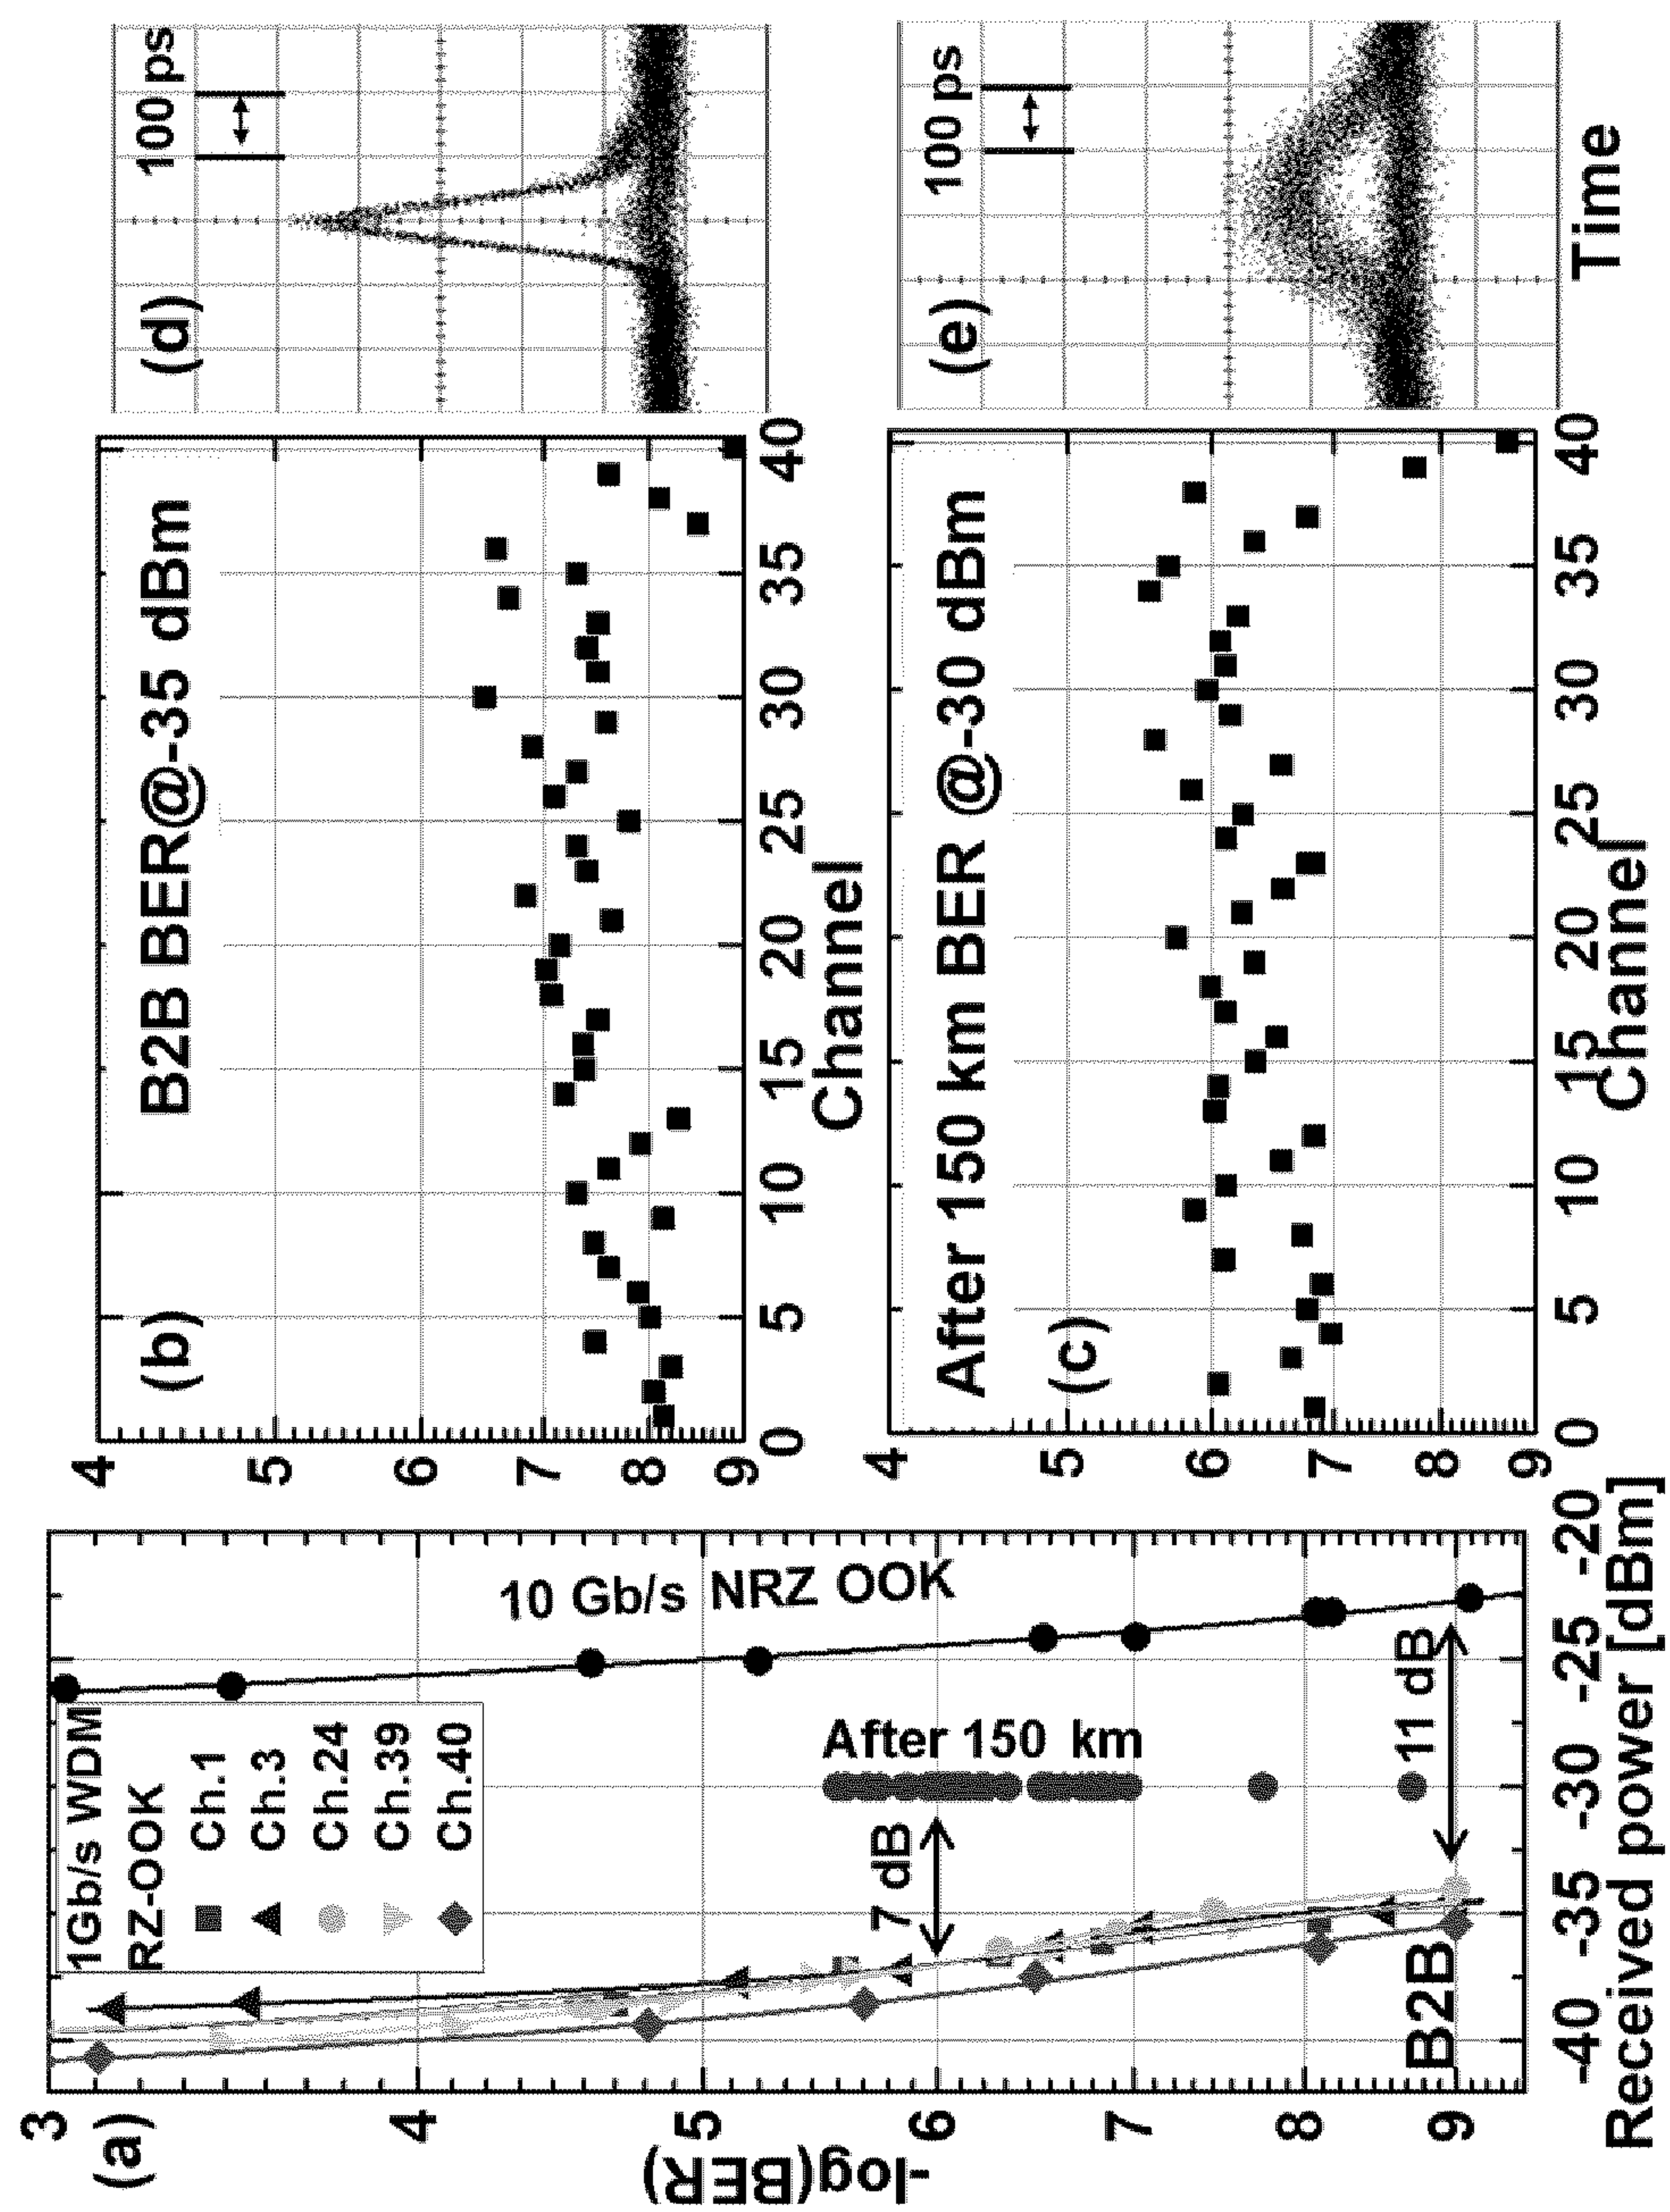 (a)
3
4
5
6
7
8
9
-log(BER)
-40 -35 -30 -25 -20
Received power [dBm]
1Gb/s WDM
RZ-OOK
Ch.1
Ch.3
Ch.24
Ch.39
Ch.40
10 Gb/s NRZ OOK
After 150 km
7 dB
11 dB
B2B
(b)
B2B BER@-35 dBm
4
5
6
7
8
9
0 5 10 15 20 25 30 35 40
Channel
After 150 km BER @-30 dBm
(c)
4
5
6
7
8
9
0 5 10 15 20 25 30 35 40
Channel
(d)
100 ps
(e)
100 ps
Time